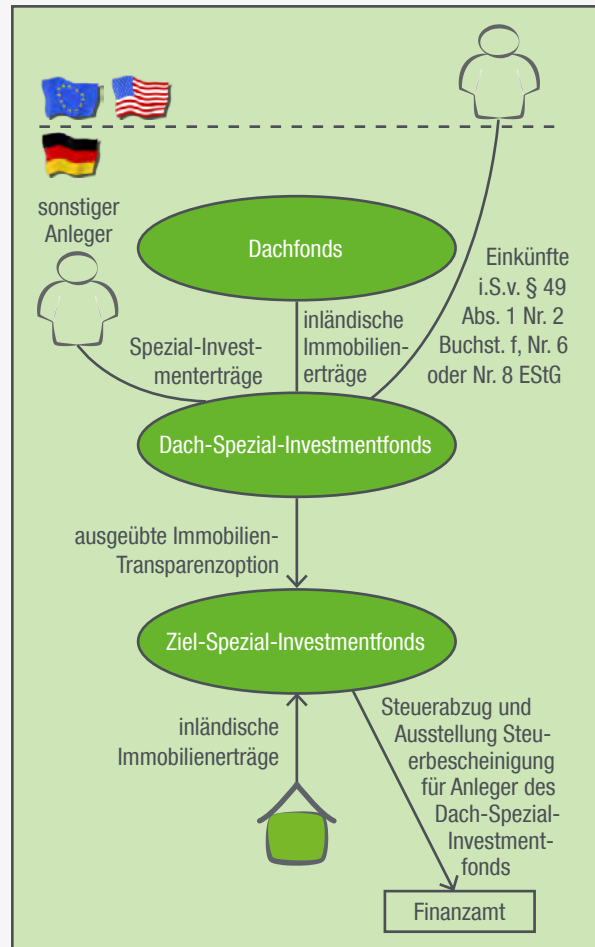 sonstiger
Anleger
Dachfonds
Einkünfte
i.S.v. § 49
Abs. 1 Nr. 2
Buchst. f, Nr. 6
oder Nr. 8 EStG
Spezial-Invest-
menterträge
inländische
Immobilien-
erträge
Dach-Spezial-Investmentfonds
ausgeübte Immobilien-
Transparenzoption
Ziel-Spezial-Investmentfonds
inländische
Immobilienerträge
Steuerabzug und
Ausstellung Steu-
erbescheinigung
für Anleger des
Dach-Spezial-
Investment-
fonds
Finanzamt